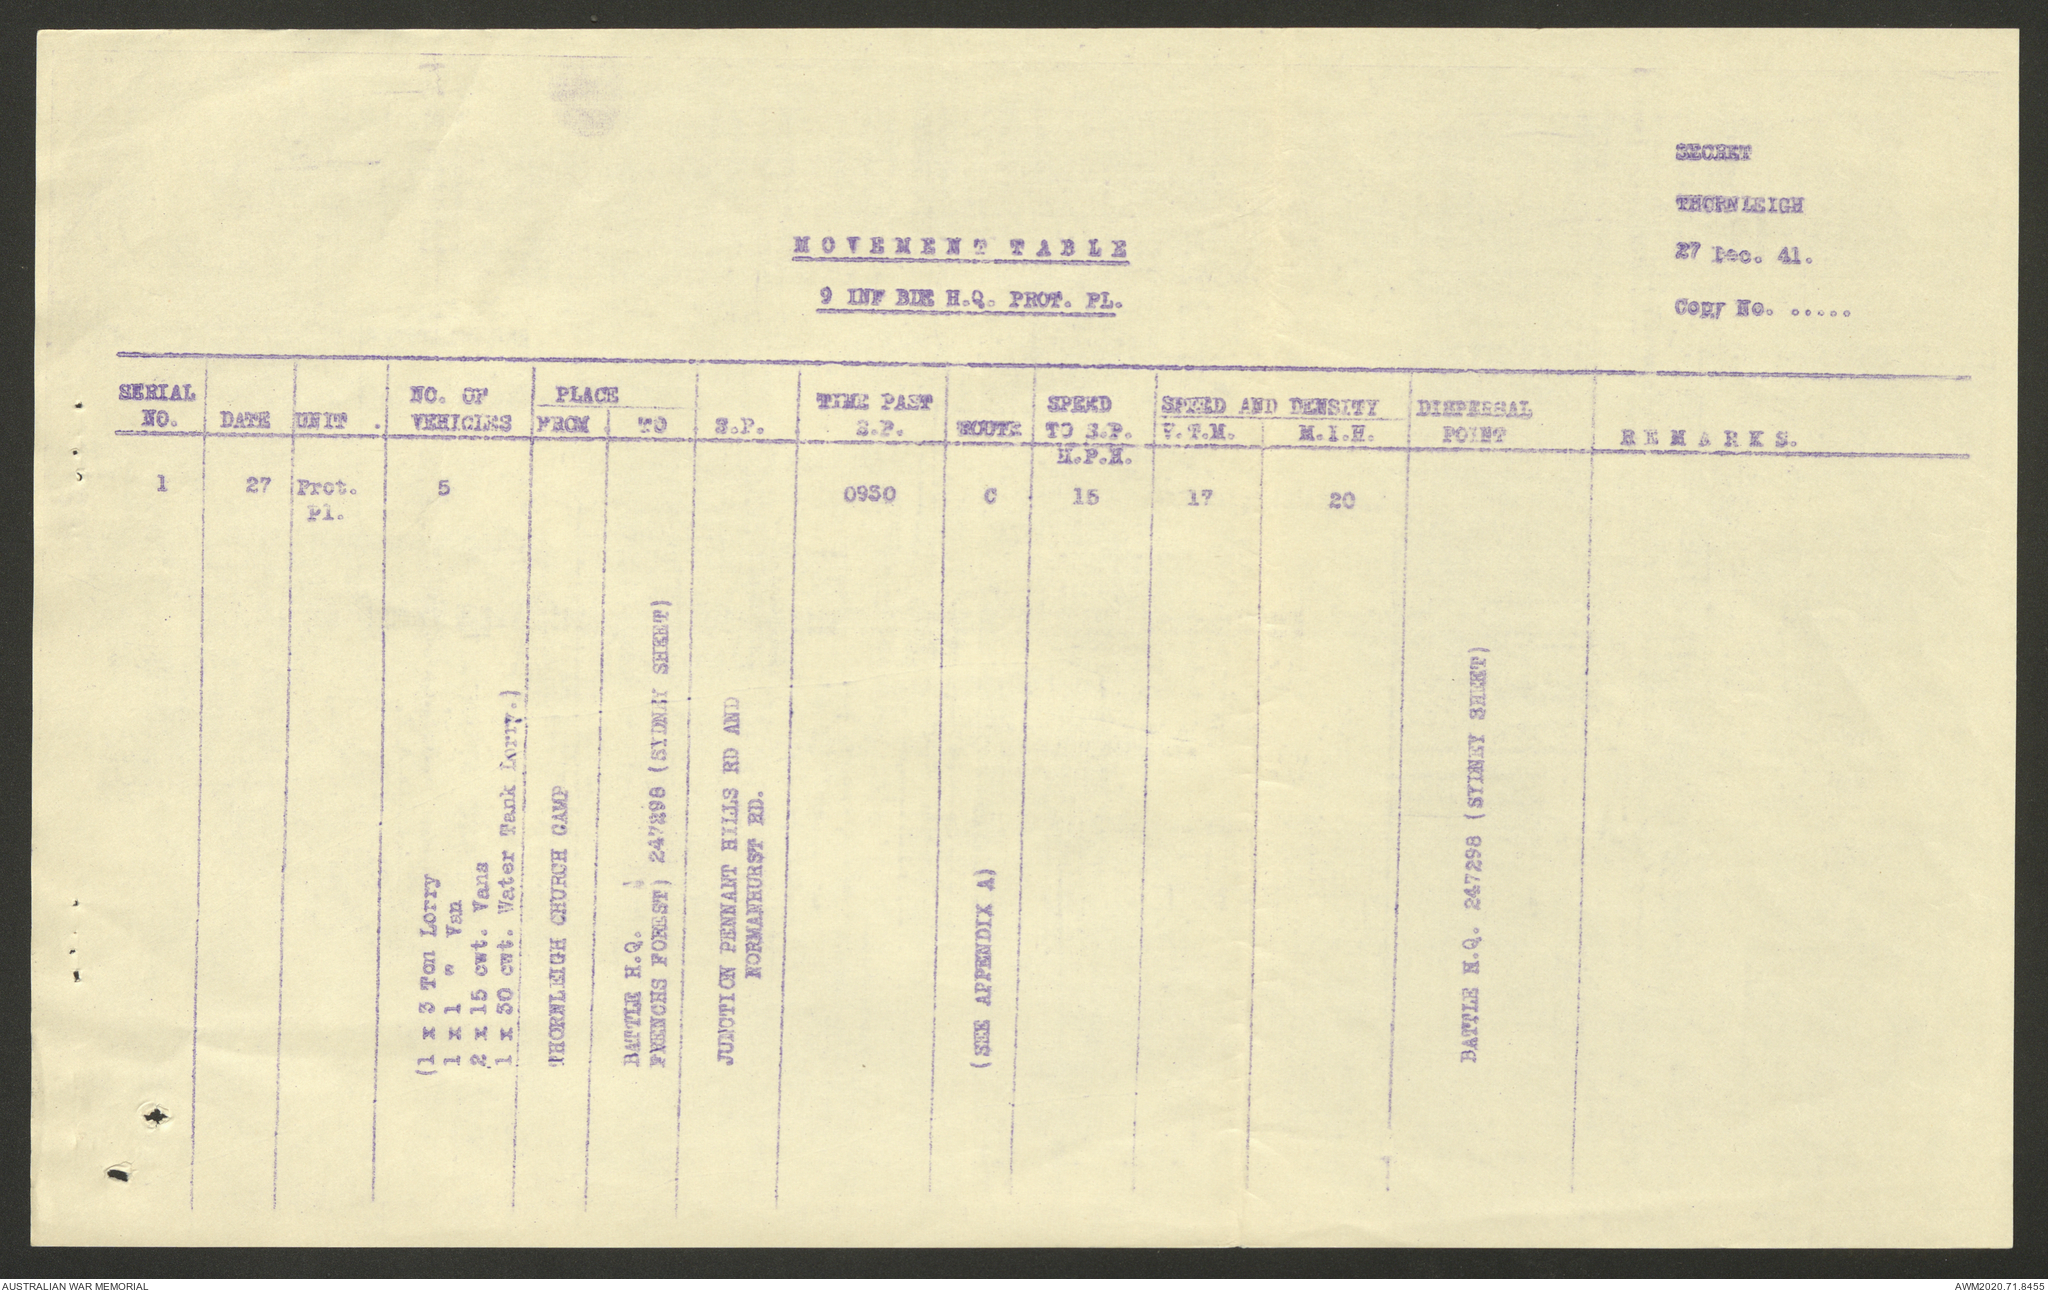 SECRET
THORNLEIGH
27 Dec. 41.
Copy No. .....
MOVEMENT TABLE
9 INF BDE H.Q. PROT. PL.
SERIAL NO. DATE UNIT . NO. OF VEHICLES PLACE FROM . TO S.P. TIME PAST S.P. ROUTE SPEED TO S.P. M.P.H. SPEED AND DENSITY V.T.M. M.I.H. DISPERSAL POINT REMARKS.
1 27 Prot. Pl. 5 0930 C 15 17 20
(1 x 3 Ton Lorry
1 x 1 " Van
2 x 15 cwt. Vans
1 x 30 cwt. Water Tank Lorry.)
THORNLEIGH CHURCH CAMP
BATTLE H.Q.
FRENCHS FOREST) 247298 (SYDNEY SHEET)
JUNCTION PENNANT HILLS RD AND
NORMANHURST RD.
(SEE APPENDIX A)
BATTLE H.Q. 247298 (SYDNEY SHEET)
AUSTRALIAN WAR MEMORIAL
AWM2020.71.8455